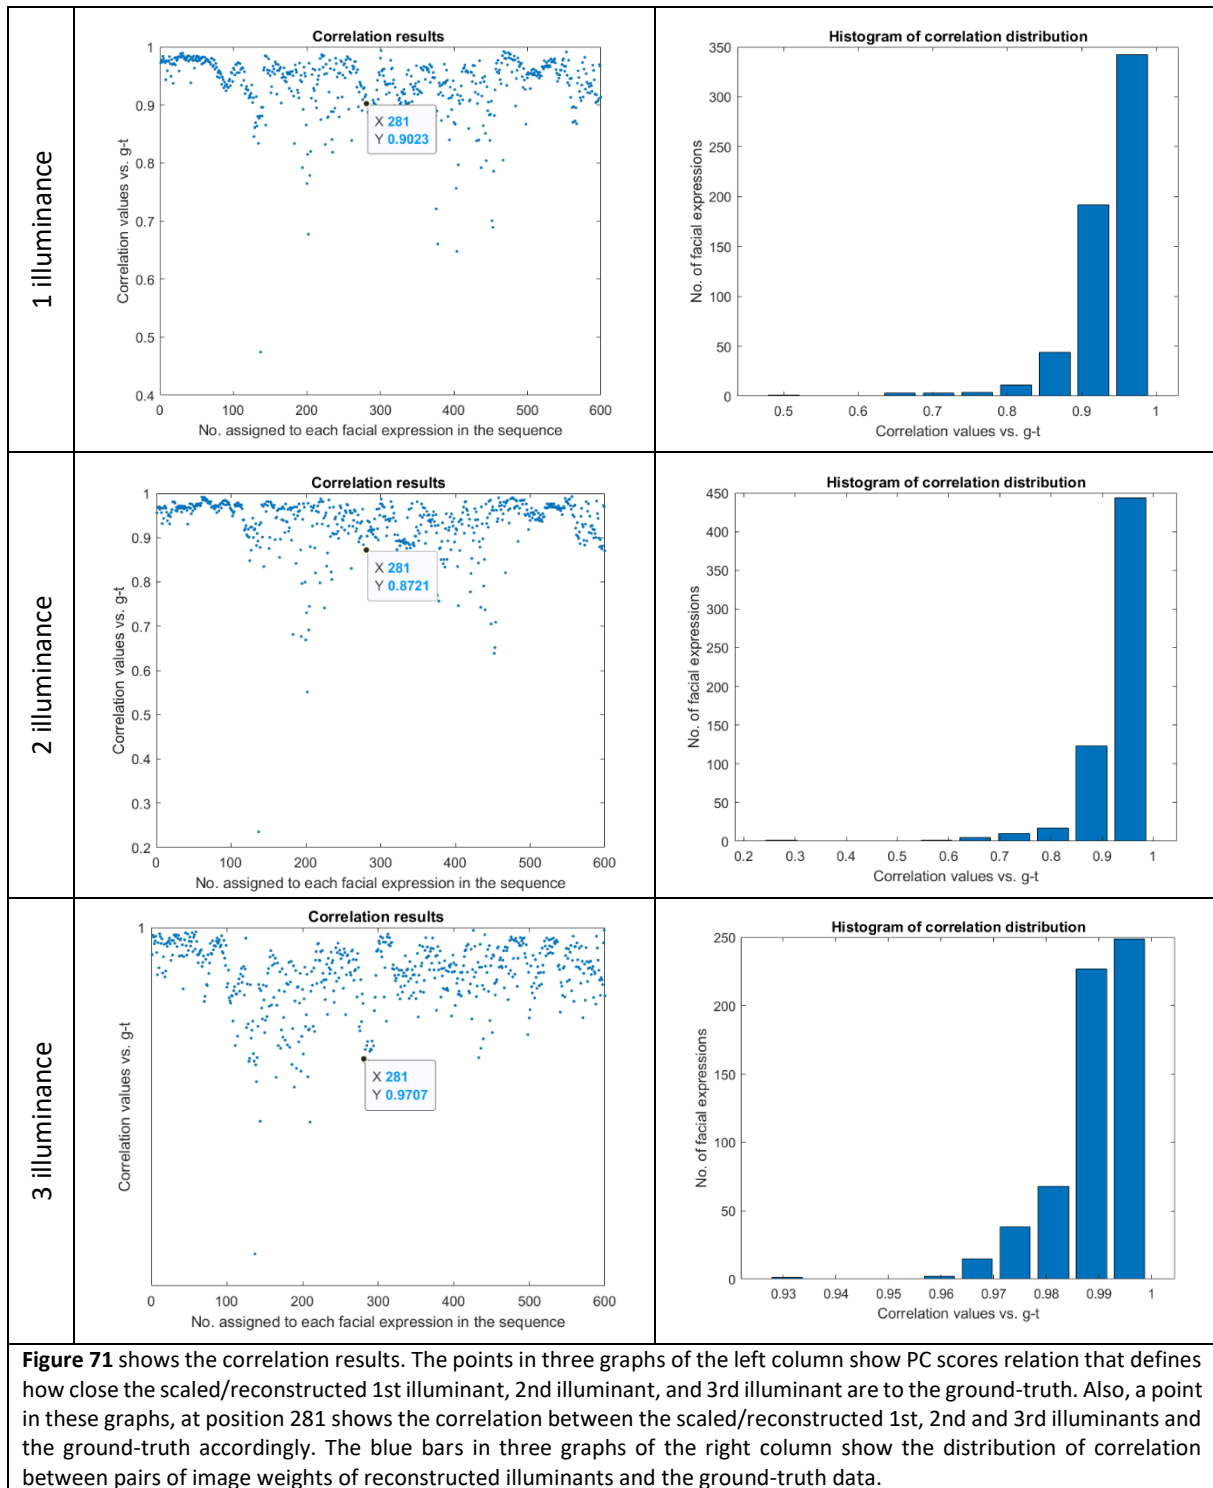 1 illuminance
Correlation results
1
0.9
0.8
0.7
0.6
0.5
0.4
0
100
200
300
400
500
600
X 281
Y 0.9023
Correlation values vs. g-t
No. assigned to each facial expression in the sequence
Histogram of correlation distribution
350
300
250
200
150
100
50
0
0.5
0.6
0.7
0.8
0.9
1
No. of facial expressions
Correlation values vs. g-t
2 illuminance
Correlation results
1
0.9
0.8
0.7
0.6
0.5
0.4
0.3
0.2
0
100
200
300
400
500
600
X 281
Y 0.8721
Correlation values vs. g-t
No. assigned to each facial expression in the sequence
Histogram of correlation distribution
450
400
350
300
250
200
150
100
50
0
0.2
0.3
0.4
0.5
0.6
0.7
0.8
0.9
1
No. of facial expressions
Correlation values vs. g-t
3 illuminance
Correlation results
1
0
100
200
300
400
500
600
X 281
Y 0.9707
Correlation values vs. g-t
No. assigned to each facial expression in the sequence
Histogram of correlation distribution
250
200
150
100
50
0
0.93
0.94
0.95
0.96
0.97
0.98
0.99
1
No. of facial expressions
Correlation values vs. g-t
Figure 71 shows the correlation results. The points in three graphs of the left column show PC scores relation that defines
how close the scaled/reconstructed 1st illuminant, 2nd illuminant, and 3rd illuminant are to the ground-truth. Also, a point
in these graphs, at position 281 shows the correlation between the scaled/reconstructed 1st, 2nd and 3rd illuminants and
the ground-truth accordingly. The blue bars in three graphs of the right column show the distribution of correlation
between pairs of image weights of reconstructed illuminants and the ground-truth data.